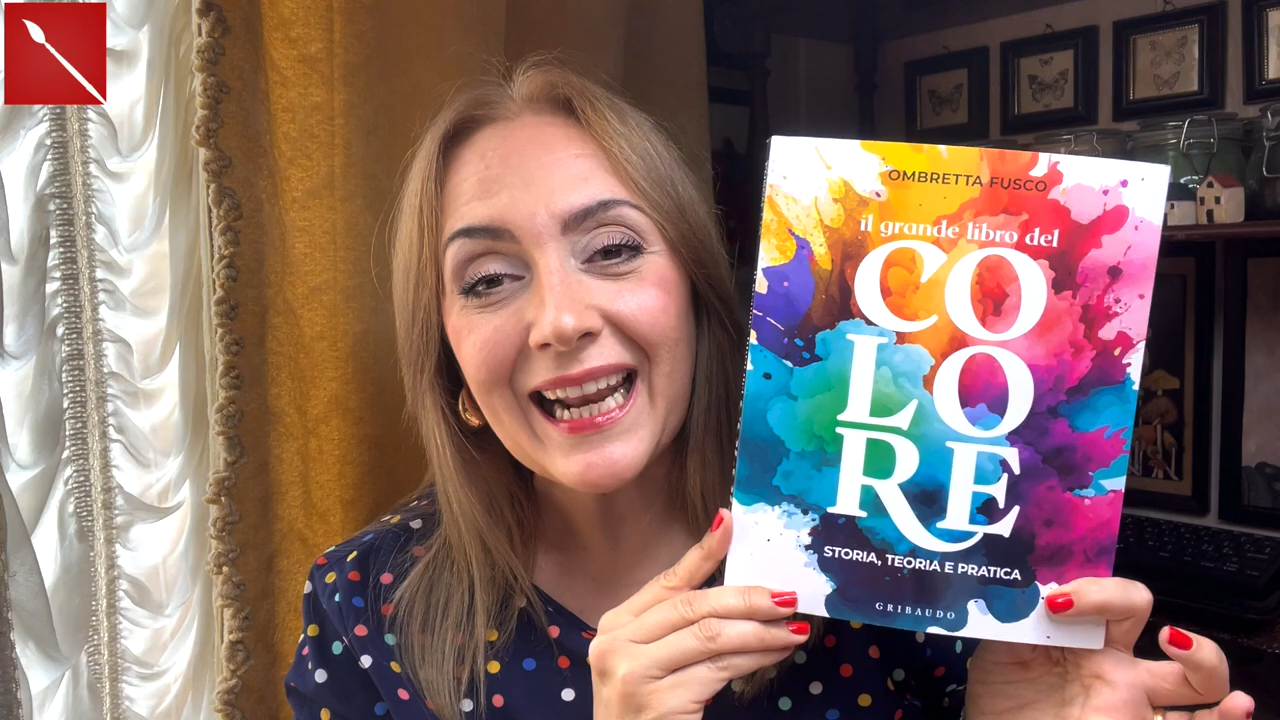 OMBRETTA FUSCO
il grande libro del
CO
LO
RE
STORIA, TEORIA E PRATICA
GRIBAUDO